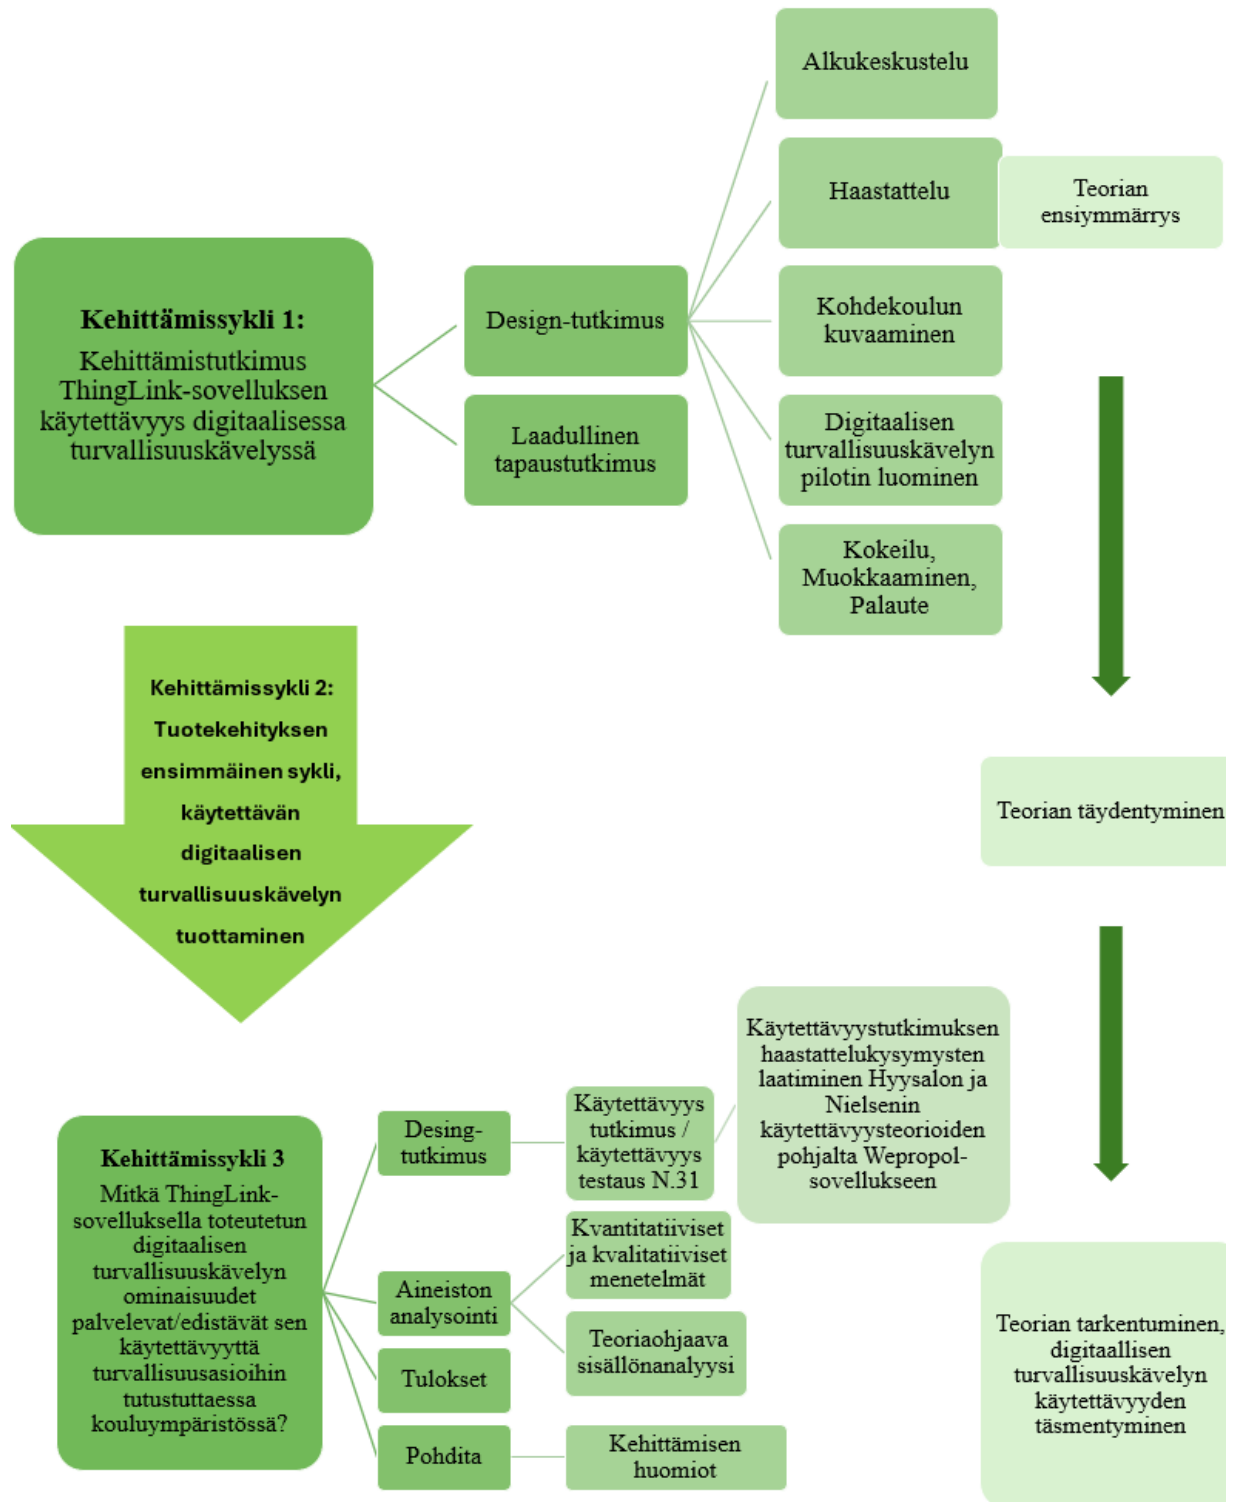 Alkukeskustelu
Haastattelu
Teorian
ensiymmärrys
Kehittämissykli 1:
Kehittämistutkimus
ThingLink-sovelluksen
käytettävyys digitaalisessa
turvallisuuskävelyssä
Design-tutkimus
Laadullinen
tapaustutkimus
Kohdekoulun
kuvaaminen
Digitaalisen
turvallisuuskävelyn
pilotin luominen
Kokeilu,
Muokkaaminen,
Palaute
Kehittämissykli 2:
Tuotekehityksen
ensimmäinen sykli,
käytettävän
digitaalisen
turvallisuuskävelyn
tuottaminen
Teorian täydentyminen
Kehittämissykli 3
Mitkä ThingLink-
sovelluksella toteutetun
digitaalisen
turvallisuuskävelyn
ominaisuudet
palvelevat/edistävät sen
käytettävyyttä
turvallisuusasioihin
tutustuttaessa
kouluympäristössä?
Desing-
tutkimus
Käytettävyys
tutkimus /
käytettävyys
testaus N.31
Käytettävyystutkimuksen
haastattelukysymysten
laatiminen Hyysalon ja
Nielsenin
käytettävyysteorioiden
pohjalta Wepropol-
sovellukseen
Aineiston
analysointi
Kvantitatiiviset
ja kvalitatiiviset
menetelmät
Teoriaohjaava
sisällönanalyysi
Tulokset
Pohdita
Kehittämisen
huomiot
Teorian tarkentuminen,
digitaallisen
turvallisuuskävelyn
käytettävyyden
täsmentyminen